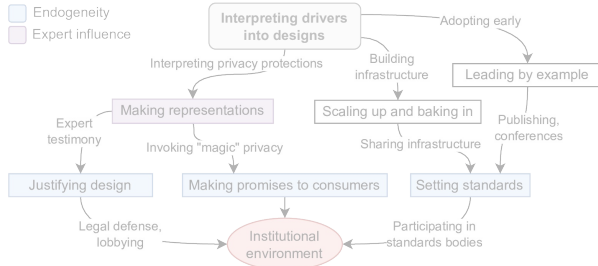 Endogeneity
Expert influence
Interpreting drivers
into designs
Adopting early
Interpreting privacy protections
Building
infrastructure
Leading by example
Making representations
Scaling up and baking in
Expert
testimony
Invoking "magic" privacy
Sharing infrastructure
Publishing,
conferences
Justifying design
Making promises to consumers
Setting standards
Legal defense,
lobbying
Institutional
environment
Participating in
standards bodies